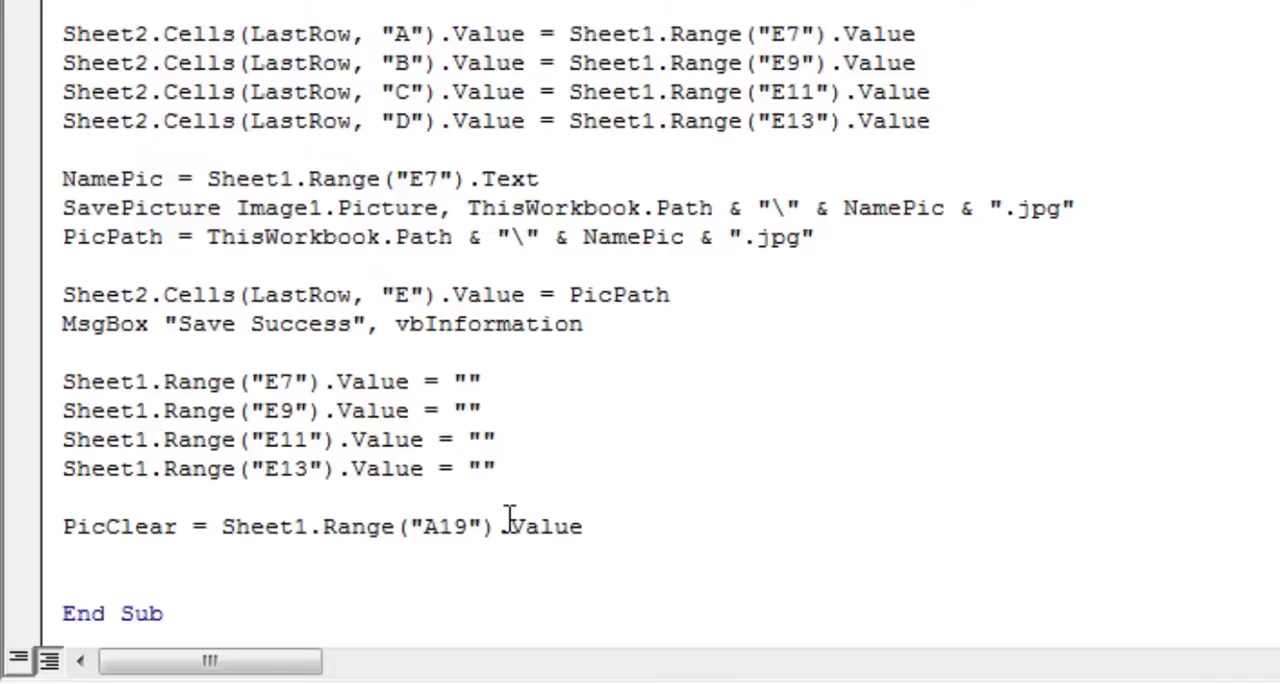 Sheet2.Cells(LastRow, "A").Value = Sheet1.Range("E7").Value
Sheet2.Cells(LastRow, "B").Value = Sheet1.Range("E9").Value
Sheet2.Cells(LastRow, "C").Value = Sheet1.Range("E11").Value
Sheet2.Cells(LastRow, "D").Value = Sheet1.Range("E13").Value
NamePic = Sheet1.Range("E7").Text
SavePicture Image1.Picture, ThisWorkbook.Path & "\" & NamePic & ".jpg"
PicPath = ThisWorkbook.Path & "\" & NamePic & ".jpg"
Sheet2.Cells(LastRow, "E").Value = PicPath
MsgBox "Save Success", vbInformation
Sheet1.Range("E7").Value = ""
Sheet1.Range("E9").Value = ""
Sheet1.Range("E11").Value = ""
Sheet1.Range("E13").Value = ""
PicClear = Sheet1.Range("A19").Value
End Sub